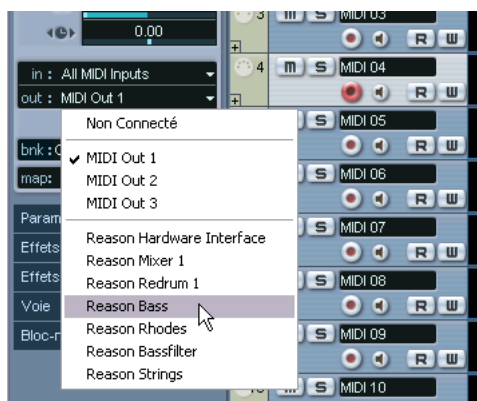 0.00
in : All MIDI Inputs
out : MIDI Out 1
bnk :
map:
Param
Effets
Effets
Voie
Bloc-n
Non Connecté
MIDI Out 1
MIDI Out 2
MIDI Out 3
Reason Hardware Interface
Reason Mixer 1
Reason Redrum 1
Reason Bass
Reason Rhodes
Reason Bassfilter
Reason Strings
3 m S MIDI 03
R W
4 m S MIDI 04
R W
S MIDI 05
R W
S MIDI 06
R W
S MIDI 07
R W
S MIDI 08
R W
S MIDI 09
R W
10 m S MIDI 10